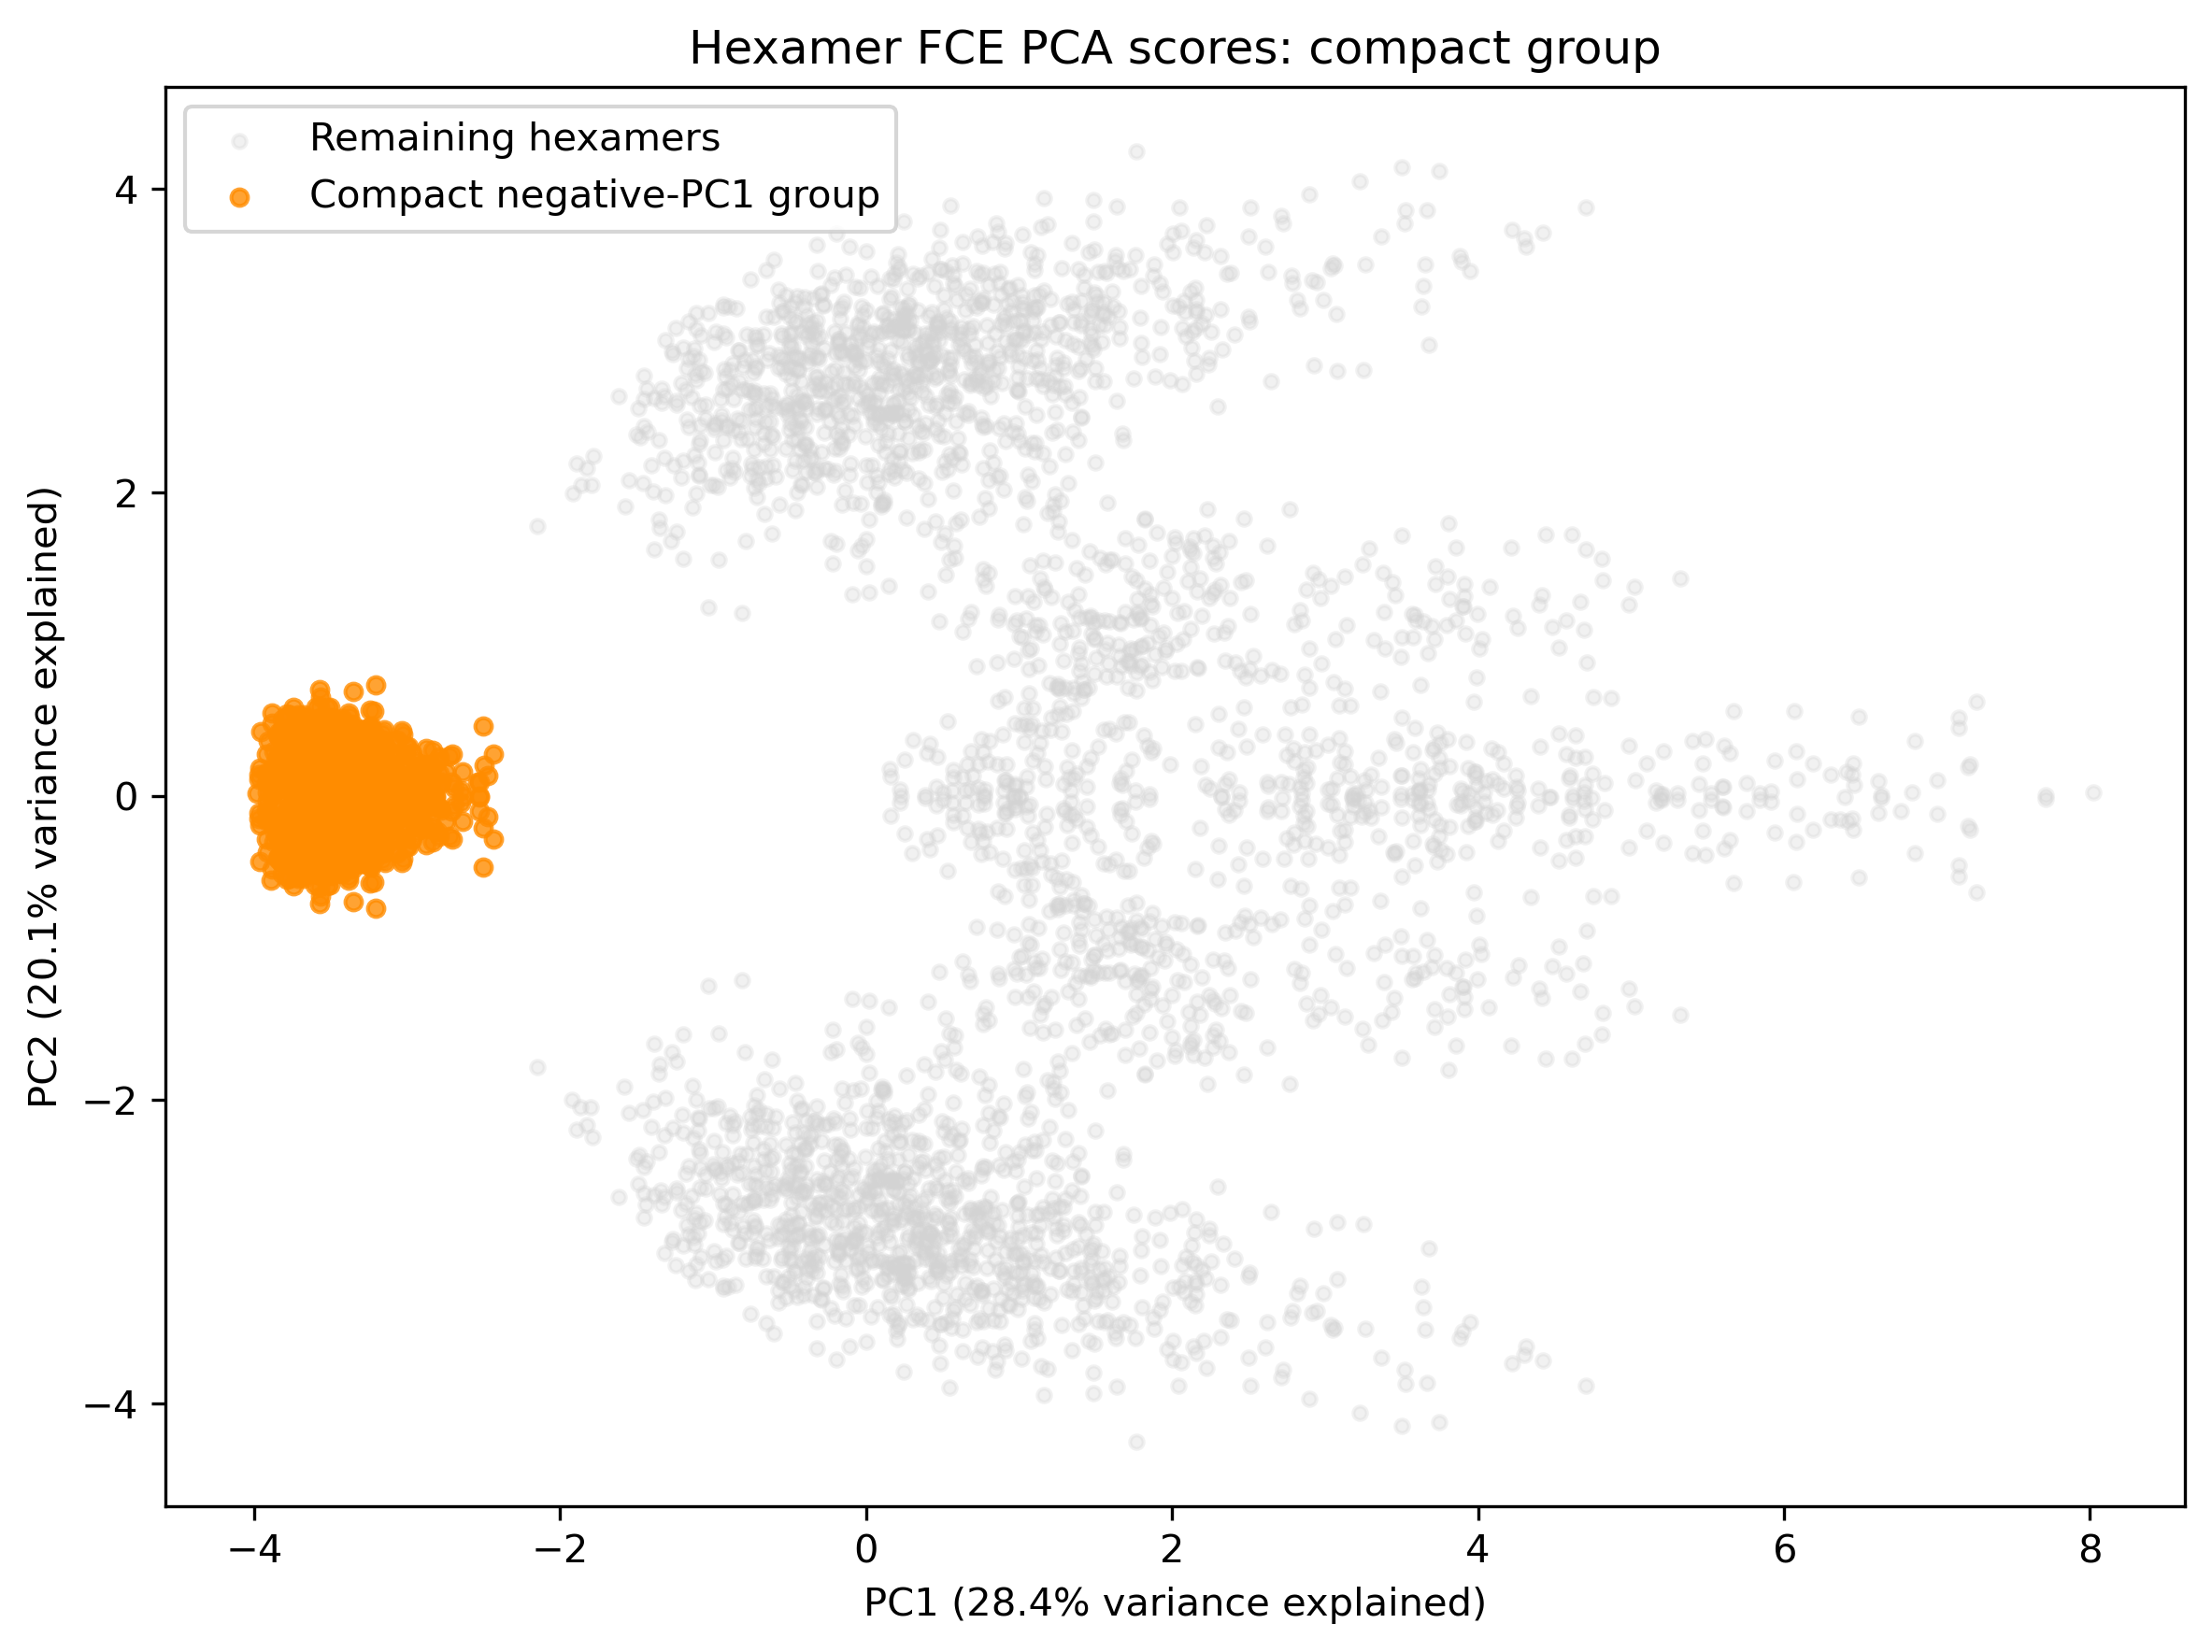 Hexamer FCE PCA scores: compact group
Remaining hexamers
Compact negative-PC1 group
4
2
0
−2
−4
PC2 (20.1% variance explained)
−4
−2
0
2
4
6
8
PC1 (28.4% variance explained)